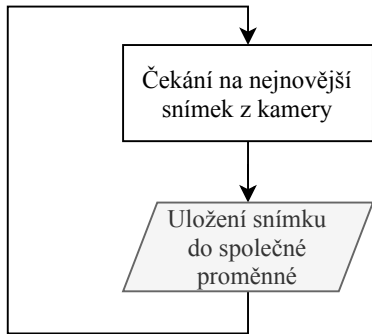 Čekání na nejnovější
snímek z kamery
Uložení snímku
do společné
proměnné